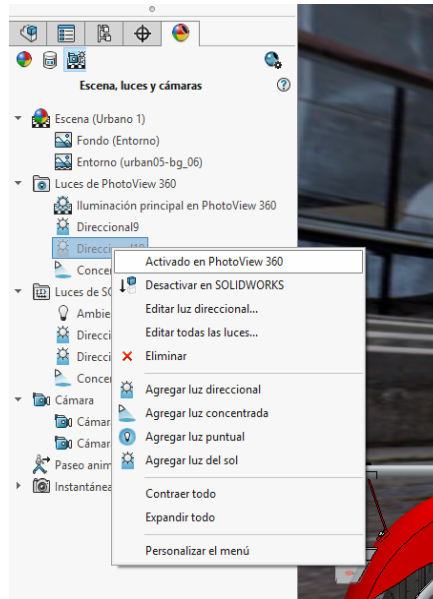 Escena, luces y cámaras
Escena (Urbano 1)
Fondo (Entorno)
Entorno (urban05-bg_06)
Luces de PhotoView 360
Iluminación principal en PhotoView 360
Direccional9
Concer
Luces de SO
Ambie
Direcci
Direcci
Concer
Cámara
Cámar
Cámar
Paseo anim
Instantánea
Activado en PhotoView 360
Desactivar en SOLIDWORKS
Editar luz direccional...
Editar todas las luces...
Eliminar
Agregar luz direccional
Agregar luz concentrada
Agregar luz puntual
Agregar luz del sol
Contraer todo
Expandir todo
Personalizar el menú